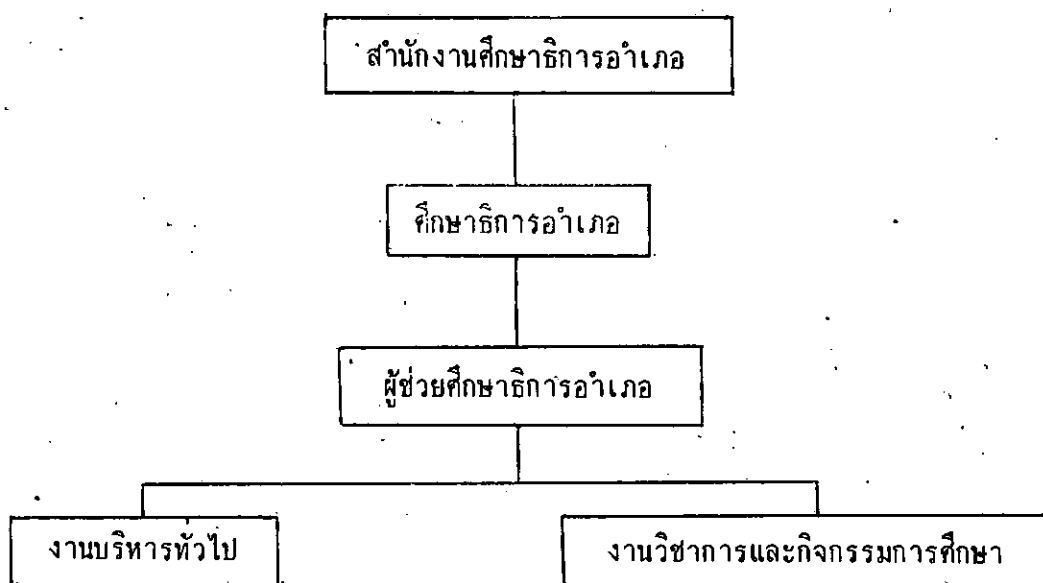 สำนักงานศึกษาธิการอำเภอ
ศึกษาธิการอำเภอ
ผู้ช่วยศึกษาธิการอำเภอ
งานบริหารทั่วไป
งานวิชาการและกิจกรรมการศึกษา